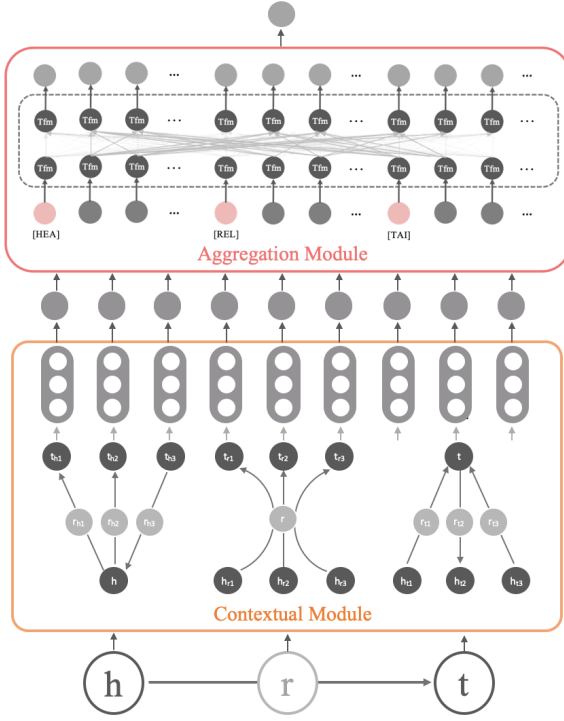 ... ... ...
Tfm Tfm Tfm ... Tfm Tfm Tfm ... Tfm Tfm Tfm ...
Tfm Tfm Tfm ... Tfm Tfm Tfm ... Tfm Tfm Tfm ...
... ... ...
[HEA] [REL] [TAI]
Aggregation Module
th1 th2 th3 tr1 tr2 tr3 t
rh1 rh2 rh3 r rt1 rt2 rt3
h hr1 hr2 hr3 ht1 ht2 ht3
Contextual Module
h r t